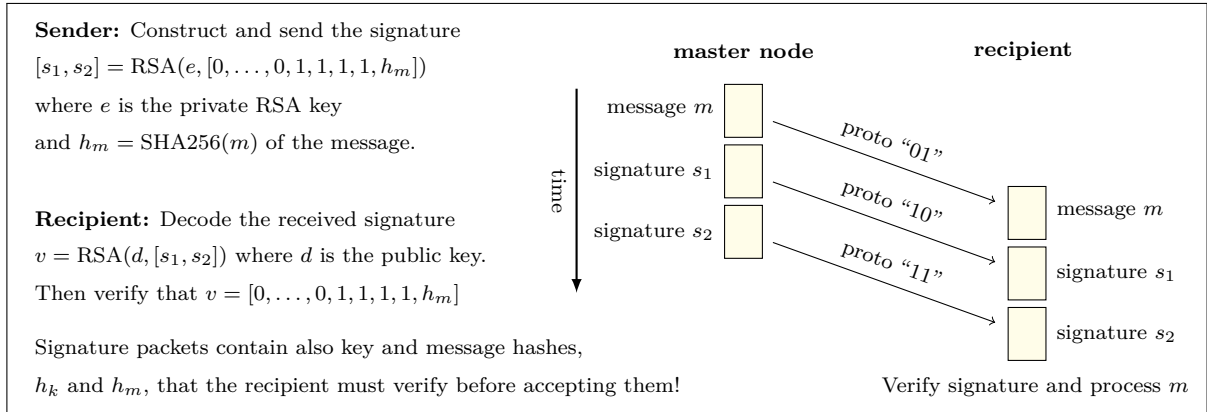 Sender: Construct and send the signature
[s₁, s₂] = RSA(e, [0, . . . , 0, 1, 1, 1, 1, hₘ])
where e is the private RSA key
and hₘ = SHA256(m) of the message.
Recipient: Decode the received signature
v = RSA(d, [s₁, s₂]) where d is the public key.
Then verify that v = [0, . . . , 0, 1, 1, 1, 1, hₘ]
Signature packets contain also key and message hashes,
hₖ and hₘ, that the recipient must verify before accepting them!
time
master node
message m
signature s₁
signature s₂
proto “01”
proto “10”
proto “11”
recipient
message m
signature s₁
signature s₂
Verify signature and process m